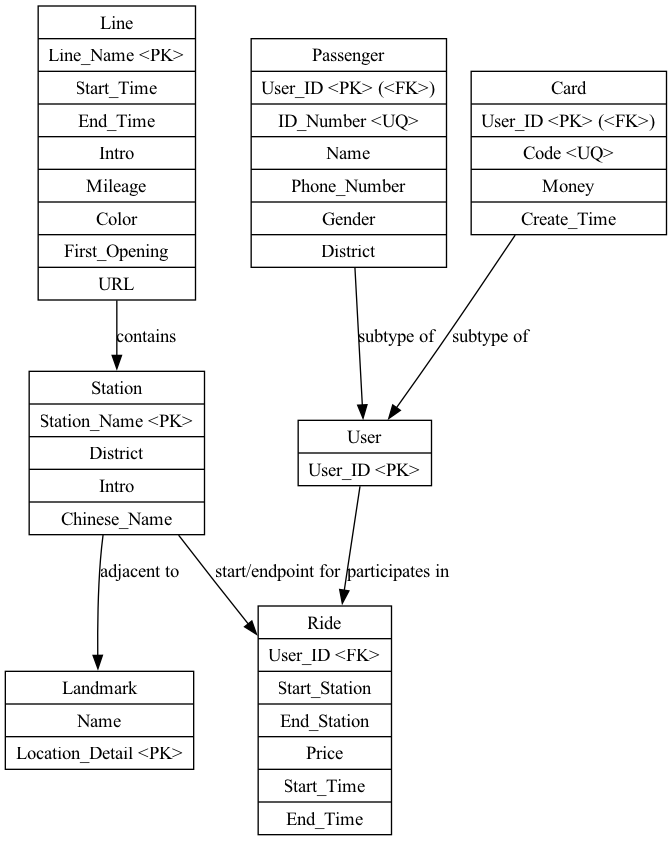 Line
Line_Name <PK>
Start_Time
End_Time
Intro
Mileage
Color
First_Opening
URL
Passenger
User_ID <PK> (<FK>)
ID_Number <UQ>
Name
Phone_Number
Gender
District
Card
User_ID <PK> (<FK>)
Code <UQ>
Money
Create_Time
contains
subtype of
subtype of
Station
Station_Name <PK>
District
Intro
Chinese_Name
User
User_ID <PK>
adjacent to
start/endpoint for
participates in
Landmark
Name
Location_Detail <PK>
Ride
User_ID <FK>
Start_Station
End_Station
Price
Start_Time
End_Time